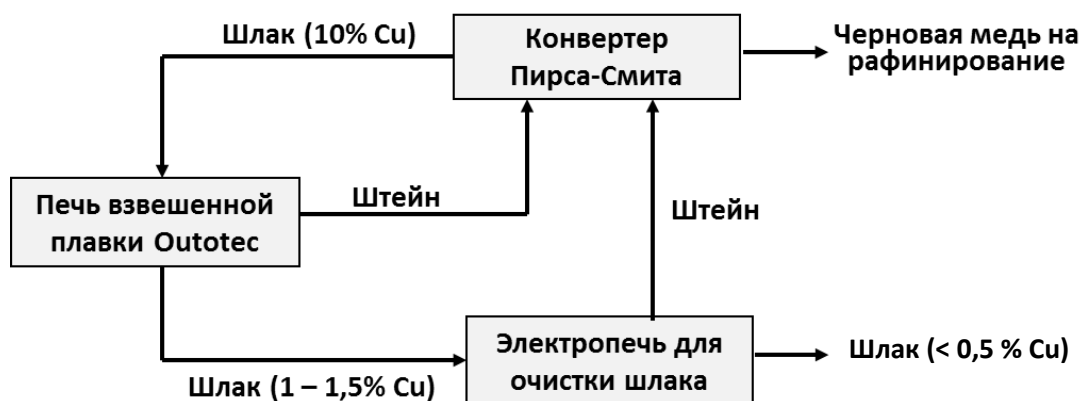 Шлак (10% Cu)
Конвертер
Пирса-Смита
Черновая медь на
рафинирование
Печь взвешенной
плавки Outotec
Штейн
Штейн
Электропечь для
очистки шлака
Шлак (< 0,5 % Cu)
Шлак (1 – 1,5% Cu)